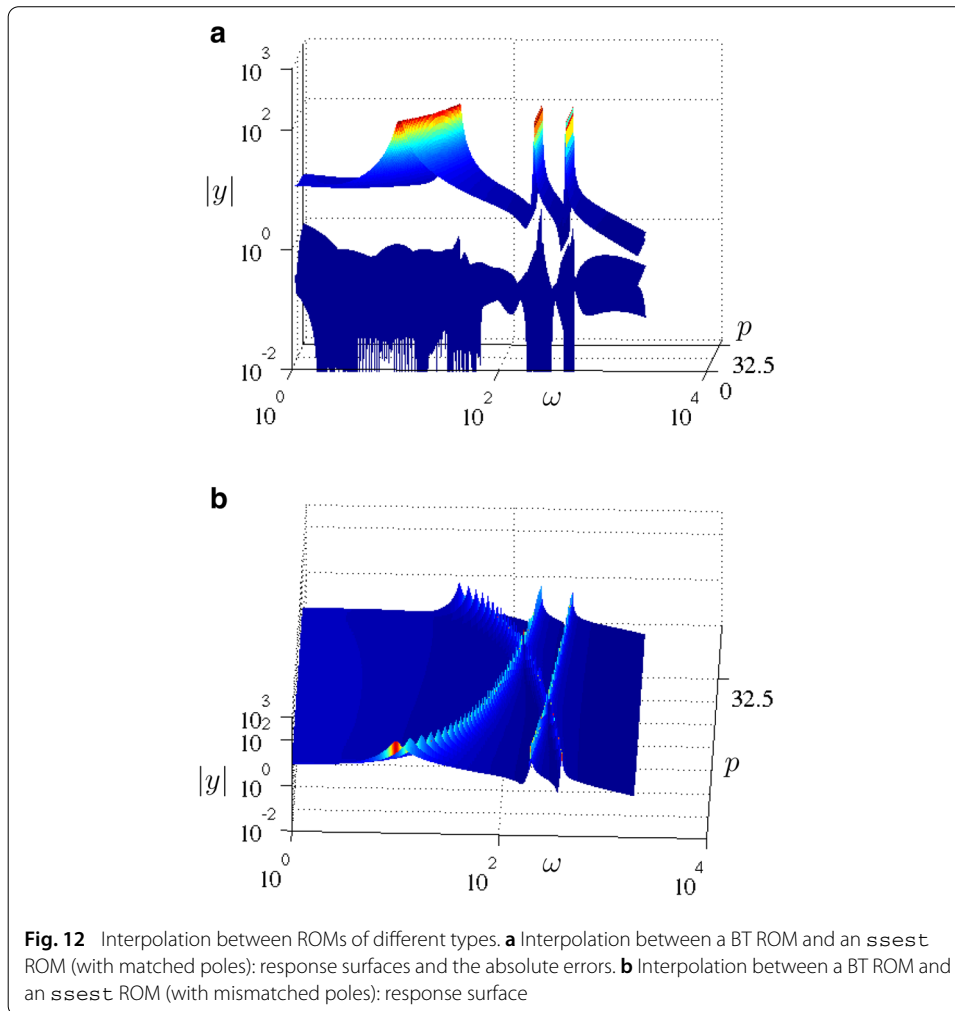 a
10^3
10^2
|y|
10^0
10^-2
p
32.5
0
10^0
10^2
ω
10^4
b
32.5
10^3
10^2
p
|y|
10^0
10^-2
10^0
10^2
ω
10^4
Fig. 12 Interpolation between ROMs of different types. a Interpolation between a BT ROM and an ssest
ROM (with matched poles): response surfaces and the absolute errors. b Interpolation between a BT ROM and
an ssest ROM (with mismatched poles): response surface